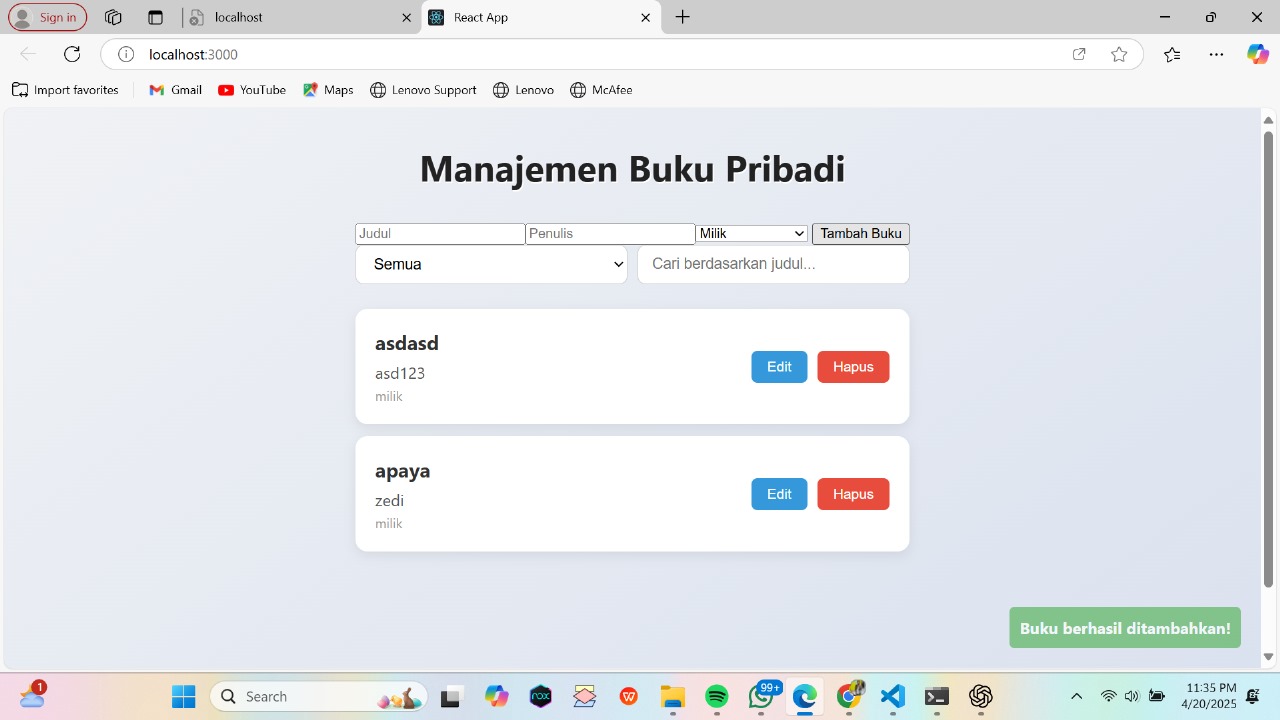 Sign in
localhost
React App
localhost:3000
Import favorites
Gmail
YouTube
Maps
Lenovo Support
Lenovo
McAfee
Manajemen Buku Pribadi
Judul
Penulis
Milik
Tambah Buku
Semua
Cari berdasarkan judul...
asdasd
asd123
milik
Edit
Hapus
apaya
zedi
milik
Edit
Hapus
Buku berhasil ditambahkan!
1
Search
nox
99+
11:35 PM
4/20/2025